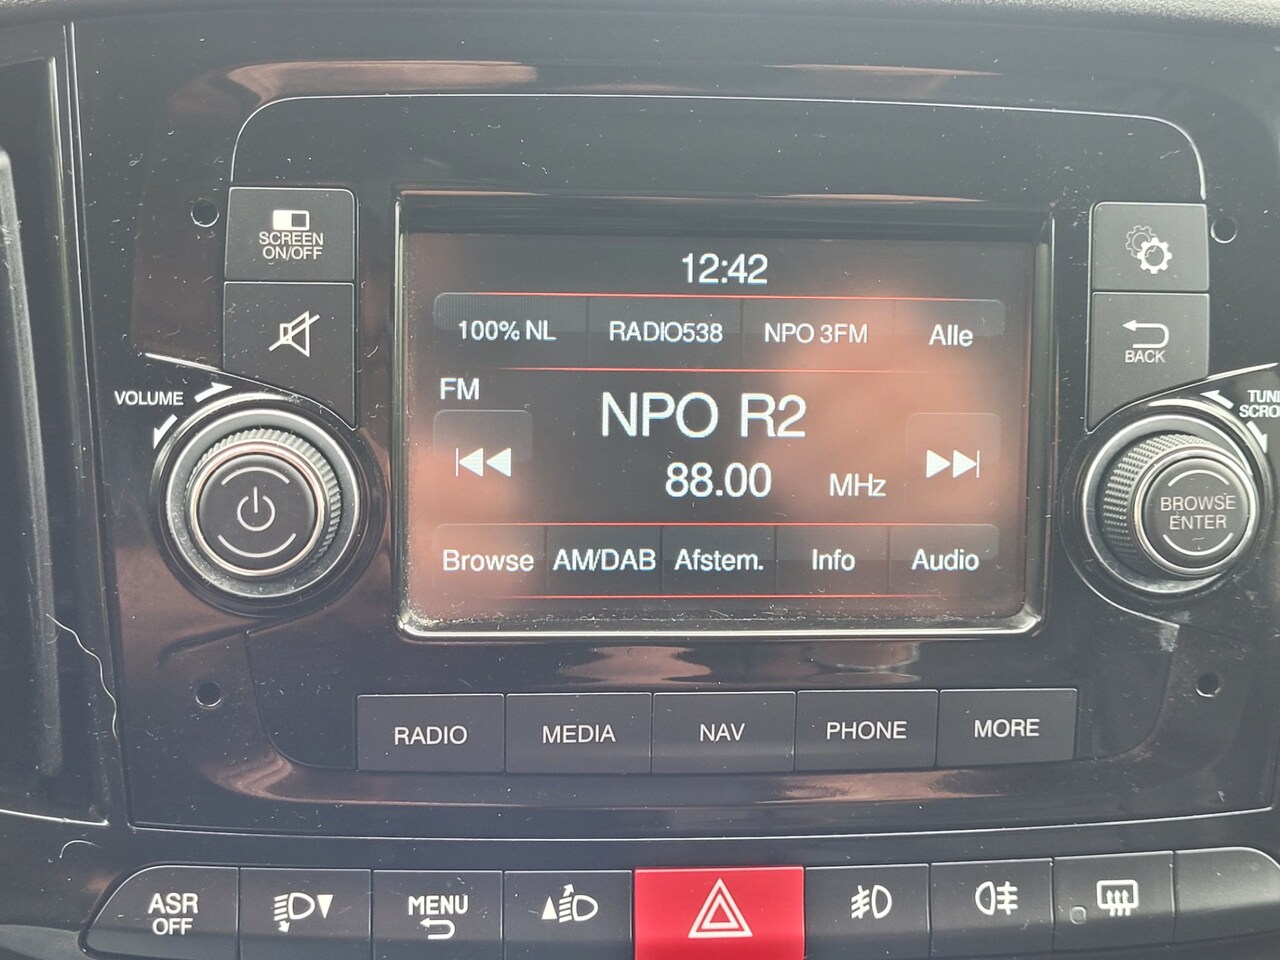 SCREEN
ON/OFF
12:42
100% NL RADIO538 NPO 3FM Alle
BACK
VOLUME
FM
NPO R2
88.00 MHz
BROWSE
ENTER
Browse AM/DAB Afstem. Info Audio
RADIO MEDIA NAV PHONE MORE
ASR
OFF
MENU